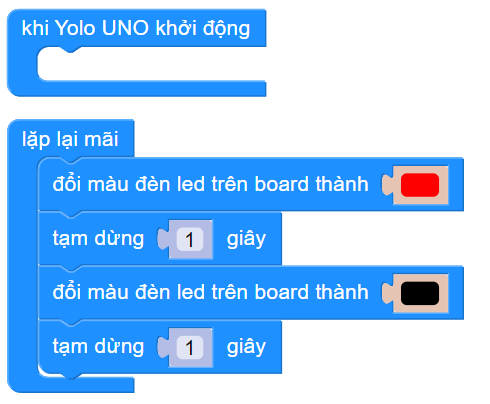 khi Yolo UNO khởi động
lặp lại mãi
đổi màu đèn led trên board thành
tạm dừng 1 giây
đổi màu đèn led trên board thành
tạm dừng 1 giây